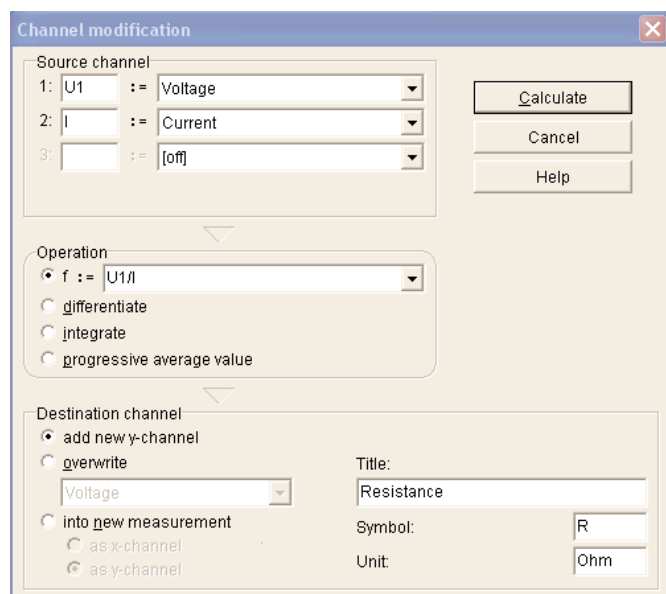 Channel modification
Source channel
1: U1 := Voltage
2: I := Current
3: := [off]
Calculate
Cancel
Help
Operation
f := U1/I
differentiate
integrate
progressive average value
Destination channel
add new y-channel
overwrite
Voltage
into new measurement
as x-channel
as y-channel
Title:
Resistance
Symbol: R
Unit: Ohm